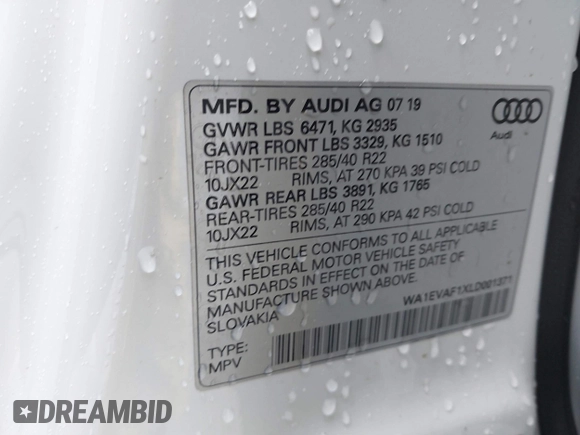 MFD. BY AUDI AG 07 19
GVWR LBS 6471, KG 2935
GAWR FRONT LBS 3329, KG 1510
FRONT-TIRES 285/40 R22
10JX22 RIMS, AT 270 KPA 39 PSI COLD
GAWR REAR LBS 3891, KG 1765
REAR-TIRES 285/40 R22
10JX22 RIMS, AT 290 KPA 42 PSI COLD
Audi
THIS VEHICLE CONFORMS TO ALL APPLICABLE
U.S. FEDERAL MOTOR VEHICLE SAFETY
STANDARDS IN EFFECT ON THE DATE OF
MANUFACTURE SHOWN ABOVE.
SLOVAKIA
WA1EVAF1XLD001371
TYPE:
MPV
DREAMBID